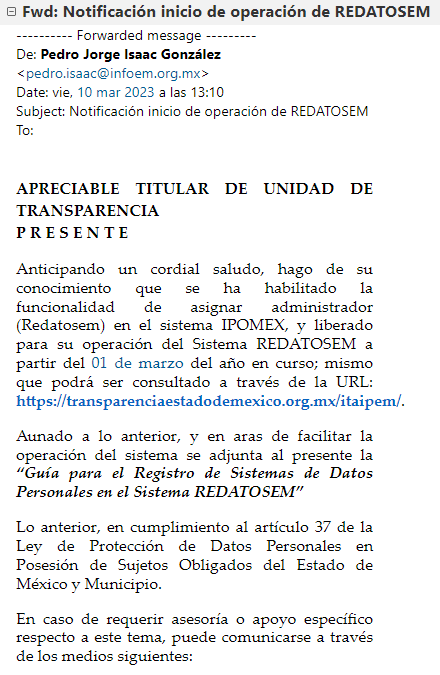 Fwd: Notificación inicio de operación de REDATOSEM
---------- Forwarded message ---------
De: Pedro Jorge Isaac González
<pedro.isaac@infoem.org.mx>
Date: vie, 10 mar 2023 a las 13:10
Subject: Notificación inicio de operación de REDATOSEM
To:
APRECIABLE TITULAR DE UNIDAD DE
TRANSPARENCIA
P R E S E N T E
Anticipando un cordial saludo, hago de su
conocimiento que se ha habilitado la
funcionalidad de asignar administrador
(Redatosem) en el sistema IPOMEX, y liberado
para su operación del Sistema REDATOSEM a
partir del 01 de marzo del año en curso; mismo
que podrá ser consultado a través de la URL:
https://transparenciaestadodemexico.org.mx/itaipem/.
Aunado a lo anterior, y en aras de facilitar la
operación del sistema se adjunta al presente la
“Guía para el Registro de Sistemas de Datos
Personales en el Sistema REDATOSEM”
Lo anterior, en cumplimiento al artículo 37 de la
Ley de Protección de Datos Personales en
Posesión de Sujetos Obligados del Estado de
México y Municipio.
En caso de requerir asesoría o apoyo específico
respecto a este tema, puede comunicarse a través
de los medios siguientes: